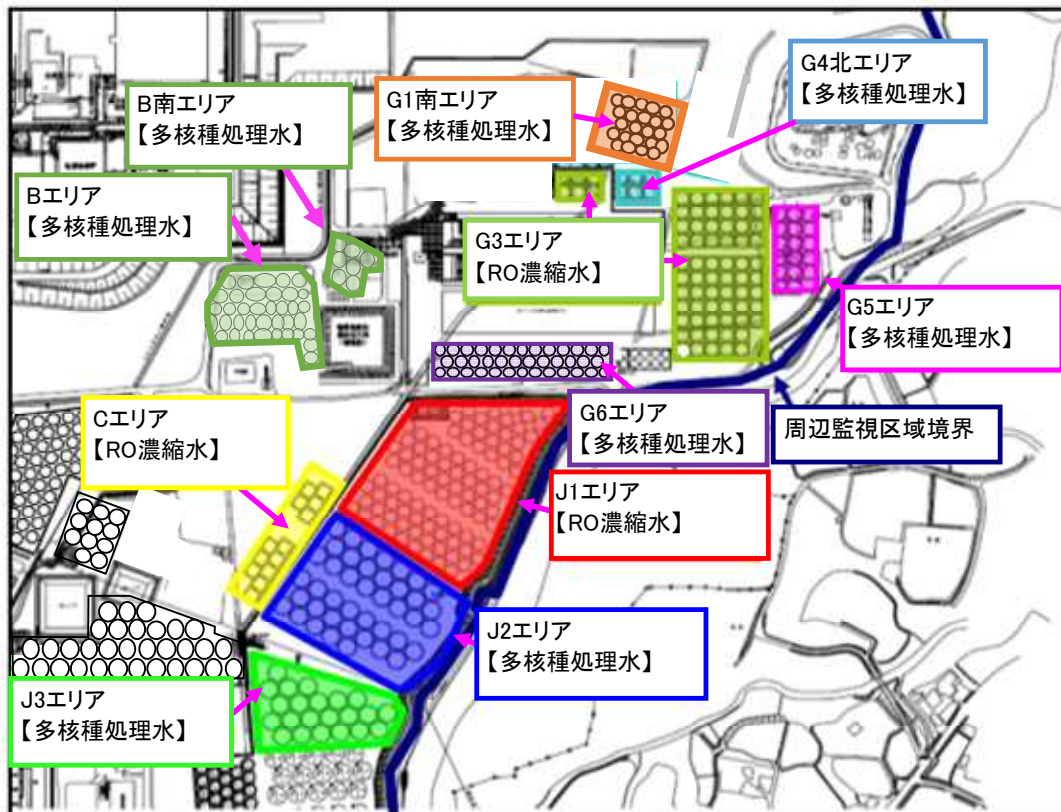 G4北エリア
【多核種処理水】
B南エリア
【多核種処理水】
G1南エリア
【多核種処理水】
Bエリア
【多核種処理水】
G3エリア
【RO濃縮水】
G5エリア
【多核種処理水】
Cエリア
【RO濃縮水】
G6エリア
【多核種処理水】
周辺監視区域境界
J1エリア
【RO濃縮水】
J2エリア
【多核種処理水】
J3エリア
【多核種処理水】